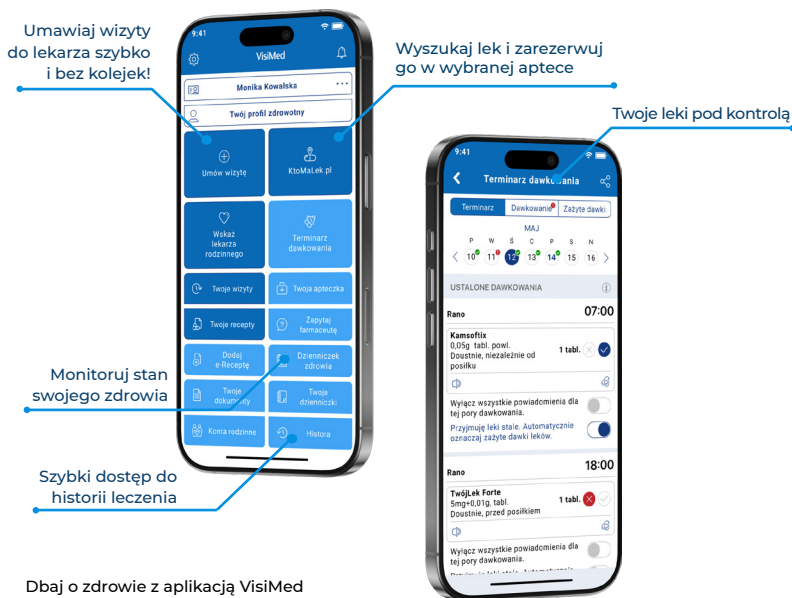 Umawiaj wizyty
do lekarza szybko
i bez kolejek!
Wyszukaj lek i zarezerwuj
go w wybranej aptece
Twoje leki pod kontrolą
Monitoruj stan
swojego zdrowia
Szybki dostęp do
historii leczenia
9:41
VisiMed
Monika Kowalska
Twój profil zdrowotny
Umów wizytę
KtoMaLek.pl
Wskaż
lekarza
rodzinnego
Terminarz
dawkowania
Twoje wizyty
Twoja apteczka
Twoje recepty
Zapytaj
farmaceutę
Dodaj
e-Receptę
Dzienniczek
zdrowia
Twoje
dokumenty
Twoje
dzienniczki
Konta rodzinne
Histora
9:41
Terminarz dawkowania
Terminarz Dawkowanie Zażyte dawki
MAJ
P W Ś C P S N
10 11 12 13 14 15 16
USTALONE DAWKOWANIA
Rano 07:00
Kamsoftix
0,05g tabl. powl.
Doustnie, niezależnie od
posiłku
1 tabl.
Wyłącz wszystkie powiadomienia dla
tej pory dawkowania.
Przyjmuję leki stale. Automatycznie
oznaczaj zażyte dawki leków.
Rano 18:00
TwójLek Forte
5mg+0,01g, tabl.
Doustnie, przed posiłkiem
1 tabl.
Wyłącz wszystkie powiadomienia dla
tej pory dawkowania.
Przyjmuję leki stale. Automatycznie
Dbaj o zdrowie z aplikacją VisiMed